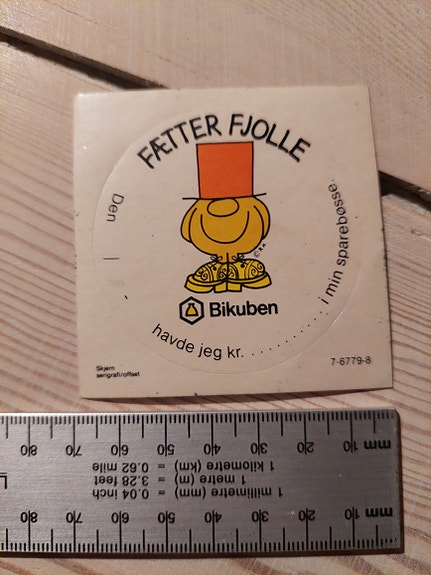 FÆTTER FJOLLE
Den
© RA
Bikuben
havde jeg kr. . . . . . . . . . . . . i min sparebøsse.
Skjern
serigrafi/offset
7-6779-8
mm 10 20 30 40 50 60 70 80
1 millimetre (mm) = 0.04 inch
1 metre (m) = 3.28 feet
1 kilometre (km) = 0.62 mile
mm 10 20 30 40 50 60 70 80